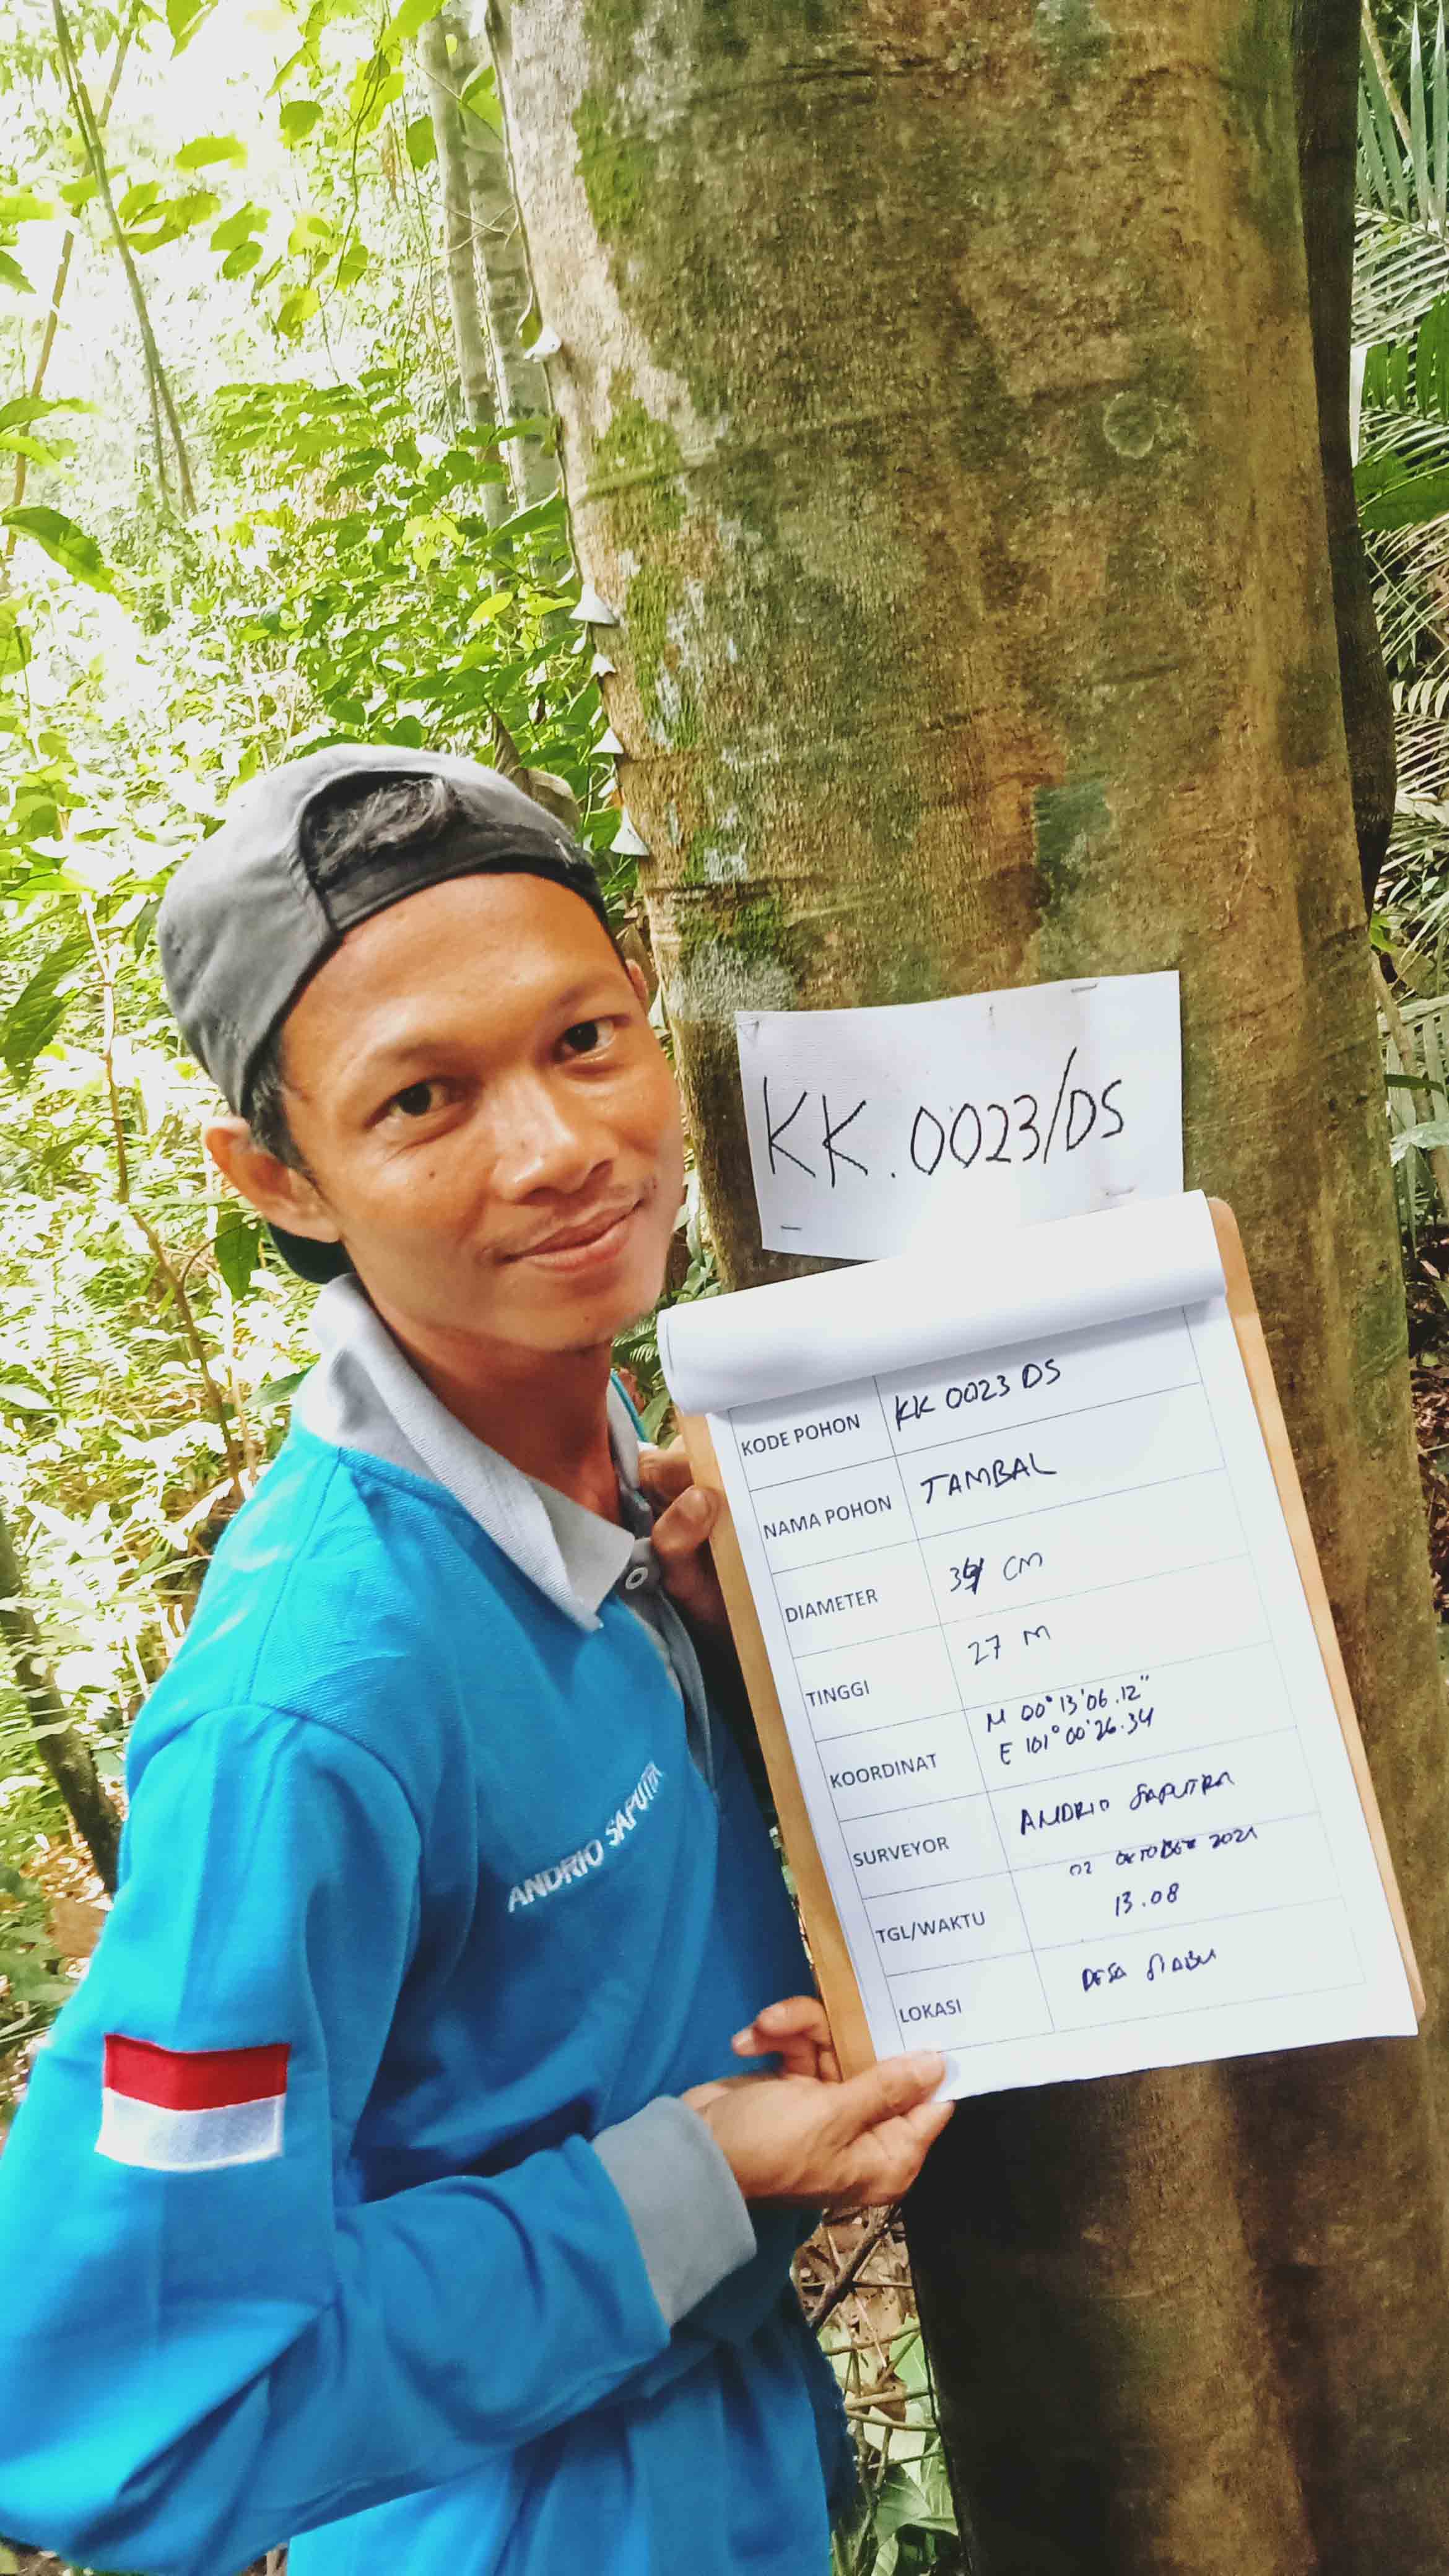 KK.0023/DS
KODE POHON KK 0023 DS
NAMA POHON TAMBAL
DIAMETER CM
TINGGI 27 M
KOORDINAT N 00° 13' 06.12"
E 101° 00' 26.34
SURVEYOR ANDRIO SAPUTRA
TGL/WAKTU 02 OKTOBER 2021
13.08
LOKASI DESA SIABU
ANDRIO SAPUTRA